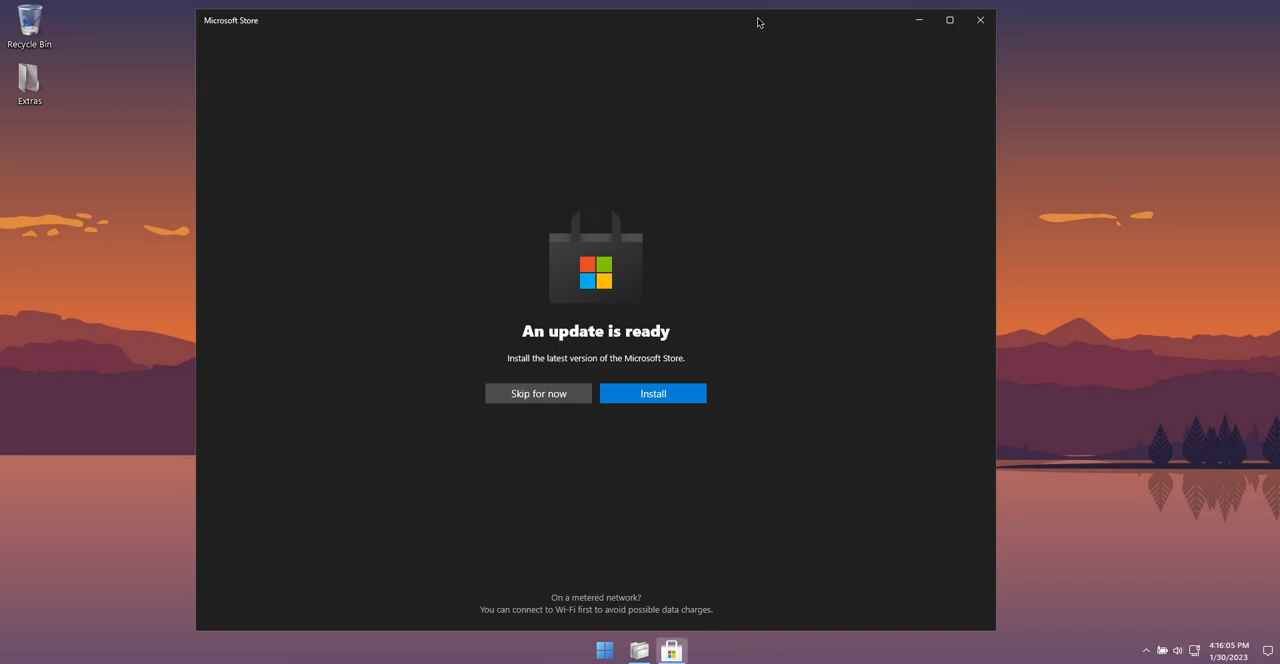 Recycle Bin
Extras
Microsoft Store
An update is ready
Install the latest version of the Microsoft Store.
Skip for now
Install
On a metered network?
You can connect to Wi-Fi first to avoid possible data charges.
4:16:05 PM
1/30/2023